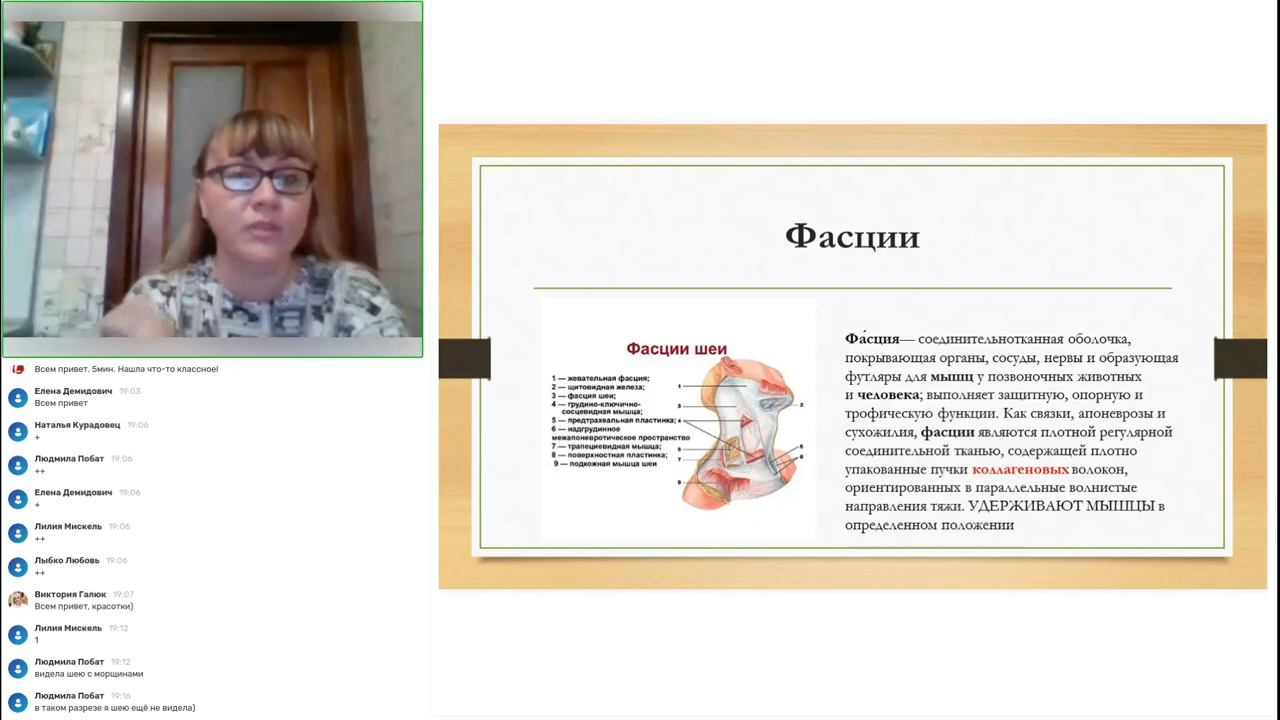 Всем привет. 5мин. Нашла что-то классное!
Елена Демидович 19:03
Всем привет
Наталья Курадовец 19:06
+
Людмила Побат 19:06
++
Елена Демидович 19:06
+
Лилия Мискель 19:06
++
Лыбко Любовь 19:06
++
Виктория Галюк 19:07
Всем привет, красотки)
Лилия Мискель 19:12
1
Людмила Побат 19:12
видела шею с морщинами
Людмила Побат 19:16
в таком разрезе я шею ещё не видела)
Фасции
Фасции шеи
1 — жевательная фасция;
2 — щитовидная железа;
3 — фасция шеи;
4 — грудино-ключично-
сосцевидная мышца;
5 — предтрахеальная пластинка;
6 — надгрудинное
межапоневротическое пространство
7 — трапециевидная мышца;
8 — поверхностная пластинка;
9 — подкожная мышца шеи
Фа́сция— соединительнотканная оболочка,
покрывающая органы, сосуды, нервы и образующая
футляры для мышц у позвоночных животных
и человека; выполняет защитную, опорную и
трофическую функции. Как связки, апоневрозы и
сухожилия, фасции являются плотной регулярной
соединительной тканью, содержащей плотно
упакованные пучки коллагеновых волокон,
ориентированных в параллельные волнистые
направления тяжи. УДЕРЖИВАЮТ МЫШЦЫ в
определенном положении